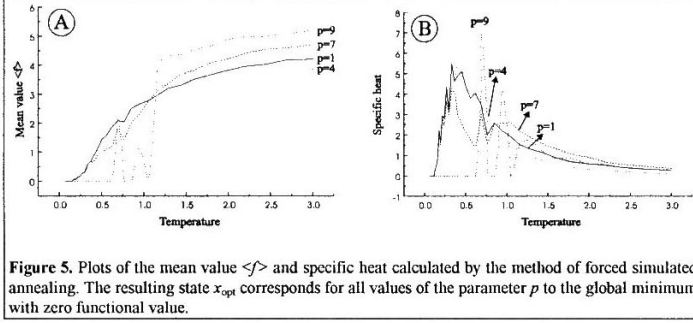 A
6
5
4
3
2
1
0
Mean value <f>
p=9
p=7
p=1
p=4
0.0 0.5 1.0 1.5 2.0 2.5 3.0
Temperature
B
8
7
6
5
4
3
2
1
0
-1
Specific heat
p=9
p=4
p=7
p=1
0.0 0.5 1.0 1.5 2.0 2.5 3.0
Temperature
Figure 5. Plots of the mean value <f> and specific heat calculated by the method of forced simulated
annealing. The resulting state xopt corresponds for all values of the parameter p to the global minimum
with zero functional value.